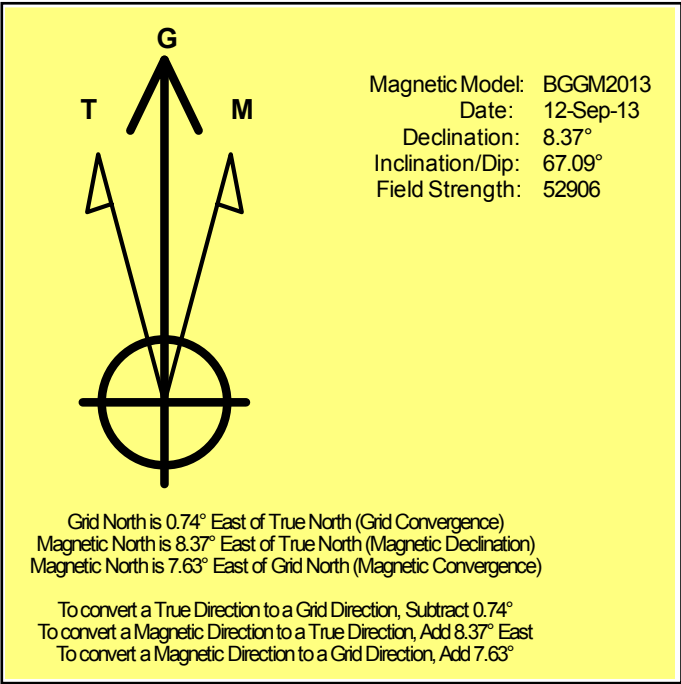 G
T M
Magnetic Model: BGGM2013
Date: 12-Sep-13
Declination: 8.37°
Inclination/Dip: 67.09°
Field Strength: 52906
Grid North is 0.74° East of True North (Grid Convergence)
Magnetic North is 8.37° East of True North (Magnetic Declination)
Magnetic North is 7.63° East of Grid North (Magnetic Convergence)
To convert a True Direction to a Grid Direction, Subtract 0.74°
To convert a Magnetic Direction to a True Direction, Add 8.37° East
To convert a Magnetic Direction to a Grid Direction, Add 7.63°